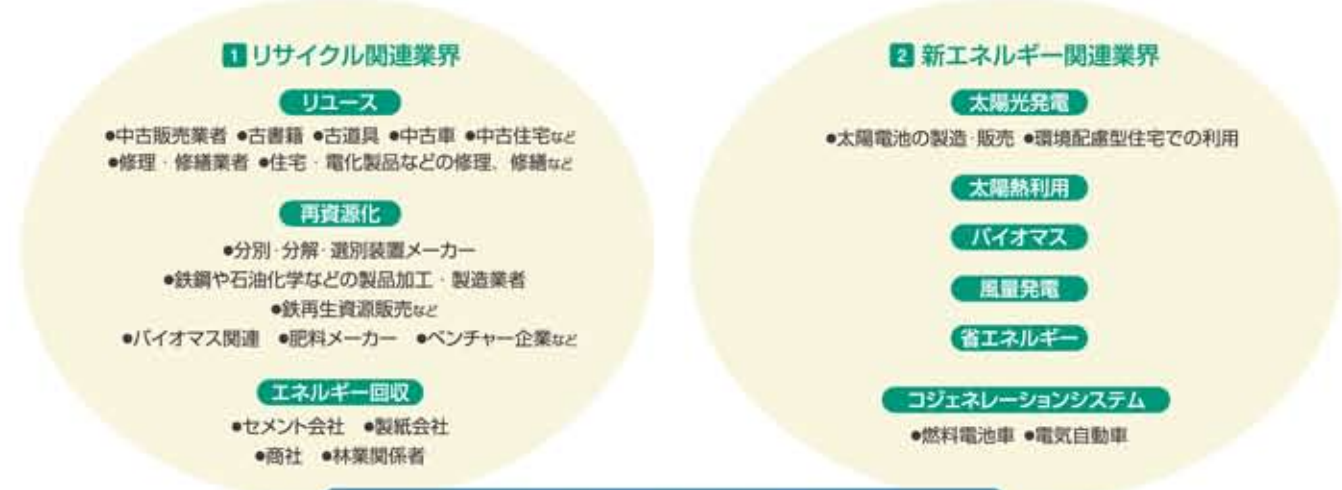 1 リサイクル関連業界
リユース
●中古販売業者 ●古書籍 ●古道具 ●中古車 ●中古住宅など
●修理・修繕業者 ●住宅・電化製品などの修理、修繕など
再資源化
●分別・分解・選別装置メーカー
●鉄鋼や石油化学などの製品加工・製造業者
●鉄再生資源販売など
●バイオマス関連 ●肥料メーカー ●ベンチャー企業など
エネルギー回収
●セメント会社 ●製紙会社
●商社 ●林業関係者
2 新エネルギー関連業界
太陽光発電
●太陽電池の製造・販売 ●環境配慮型住宅での利用
太陽熱利用
バイオマス
風量発電
省エネルギー
コジェネレーションシステム
●燃料電池車 ●電気自動車